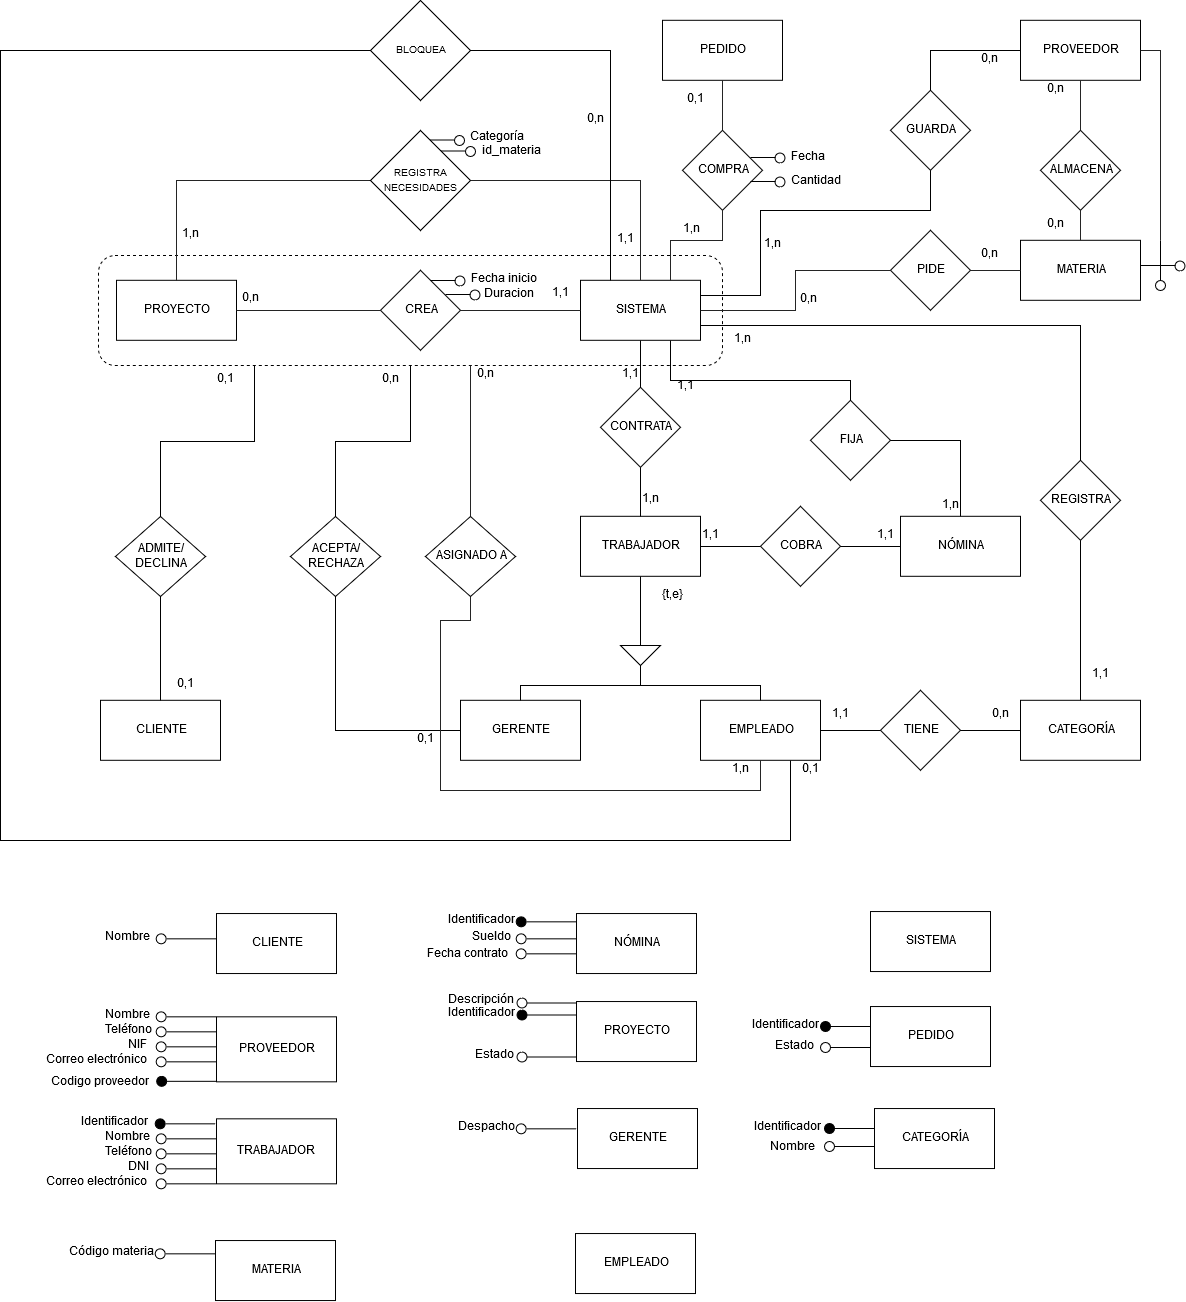 BLOQUEA
PEDIDO
PROVEEDOR
0,n
0,n
0,1
0,n
GUARDA
Categoría
id_materia
REGISTRA
NECESIDADES
COMPRA
Fecha
Cantidad
ALMACENA
1,n
1,1
1,n
1,n
0,n
0,n
PROYECTO
0,n
CREA
Fecha inicio
Duracion
1,1
SISTEMA
0,n
PIDE
MATERIA
1,n
0,1
0,n
0,n
1,1
1,1
CONTRATA
FIJA
1,n
1,n
REGISTRA
ADMITE/
DECLINA
ACEPTA/
RECHAZA
ASIGNADO A
TRABAJADOR
1,1
COBRA
1,1
NÓMINA
{t,e}
0,1
1,1
CLIENTE
0,1
GERENTE
EMPLEADO
1,1
TIENE
0,n
CATEGORÍA
1,n
0,1
Nombre
CLIENTE
Identificador
Sueldo
Fecha contrato
NÓMINA
SISTEMA
Nombre
Teléfono
NIF
Correo electrónico
Codigo proveedor
PROVEEDOR
Descripción
Identificador
Estado
PROYECTO
Identificador
Estado
PEDIDO
Identificador
Nombre
Teléfono
DNI
Correo electrónico
TRABAJADOR
Despacho
GERENTE
Identificador
Nombre
CATEGORÍA
Código materia
MATERIA
EMPLEADO